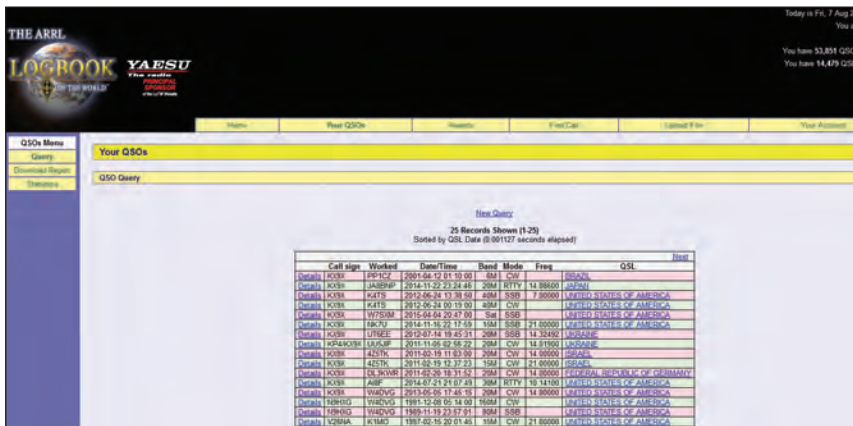 Today is Fri, 7 Aug 2
You a
THE ARRL
LOGBOOK
OF THE WORLD
YAESU
The radio
PRINCIPAL
SPONSOR
You have 53,851 QSO
You have 14,479 QSL
Home Your QSOs Awards Find Call Upload File Your Account
QSOs Menu
Query
Download Report
Statistics
Your QSOs
QSO Query
New Query
25 Records Shown (1-25)
Sorted by QSL Date (0.001127 seconds elapsed)
Next
Call sign Worked Date/Time Band Mode Freq QSL
Details KX9X PP1CZ 2001-04-12 01:10:00 6M CW BRAZIL
Details KX9X JA8BNP 2014-11-22 23:24:46 20M RTTY 14.08600 JAPAN
Details KX9X K4TS 2012-06-24 13:38:50 40M SSB 7.00000 UNITED STATES OF AMERICA
Details KX9X K4TS 2012-06-24 00:19:00 40M CW UNITED STATES OF AMERICA
Details KX9X W7SXM 2015-04-04 20:47:00 Sat SSB UNITED STATES OF AMERICA
Details KX9X NK7U 2014-11-16 22:17:59 15M SSB 21.00000 UNITED STATES OF AMERICA
Details KX9X UT6EE 2012-07-14 19:45:31 20M SSB 14.32492 UKRAINE
Details KP4/KX9X UU5JIF 2011-11-05 02:56:22 20M CW 14.01900 UKRAINE
Details KX9X 4Z5TK 2011-02-19 11:03:00 20M CW 14.00000 ISRAEL
Details KX9X 4Z5TK 2011-02-19 12:37:23 15M CW 21.00000 ISRAEL
Details KX9X DL3KWR 2011-02-20 18:31:52 20M CW 14.00000 FEDERAL REPUBLIC OF GERMANY
Details KX9X AI8F 2014-07-21 21:07:49 30M RTTY 10.14100 UNITED STATES OF AMERICA
Details KX9X W4DVG 2013-05-05 17:45:15 20M CW 14.00000 UNITED STATES OF AMERICA
Details N9HXG W4DVG 1991-12-08 05:14:00 160M CW UNITED STATES OF AMERICA
Details N9HXG W4DVG 1989-11-19 23:57:01 80M SSB UNITED STATES OF AMERICA
Details V26NA K1MO 1997-02-15 20:01:45 15M CW 21.00000 UNITED STATES OF AMERICA